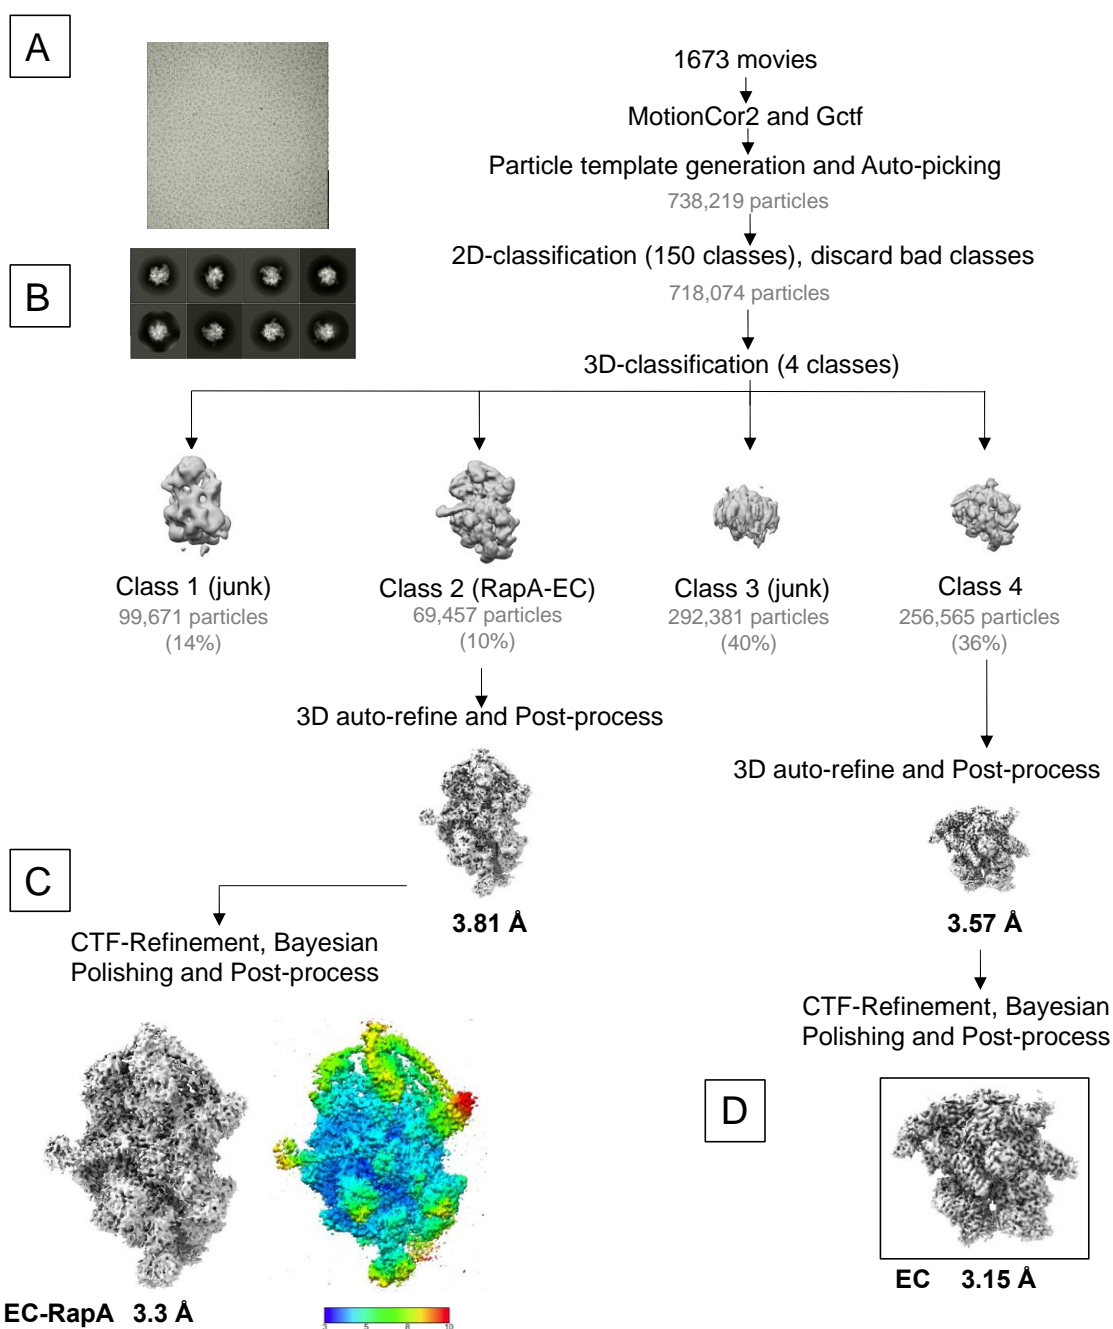 A
1673 movies
MotionCor2 and Gctf
Particle template generation and Auto-picking
738,219 particles
B
2D-classification (150 classes), discard bad classes
718,074 particles
3D-classification (4 classes)
Class 1 (junk)
99,671 particles
(14%)
Class 2 (RapA-EC)
69,457 particles
(10%)
Class 3 (junk)
292,381 particles
(40%)
Class 4
256,565 particles
(36%)
3D auto-refine and Post-process
3.81 Å
3D auto-refine and Post-process
3.57 Å
C
CTF-Refinement, Bayesian
Polishing and Post-process
CTF-Refinement, Bayesian
Polishing and Post-process
D
EC-RapA 3.3 Å
3 5 8 10
EC 3.15 Å